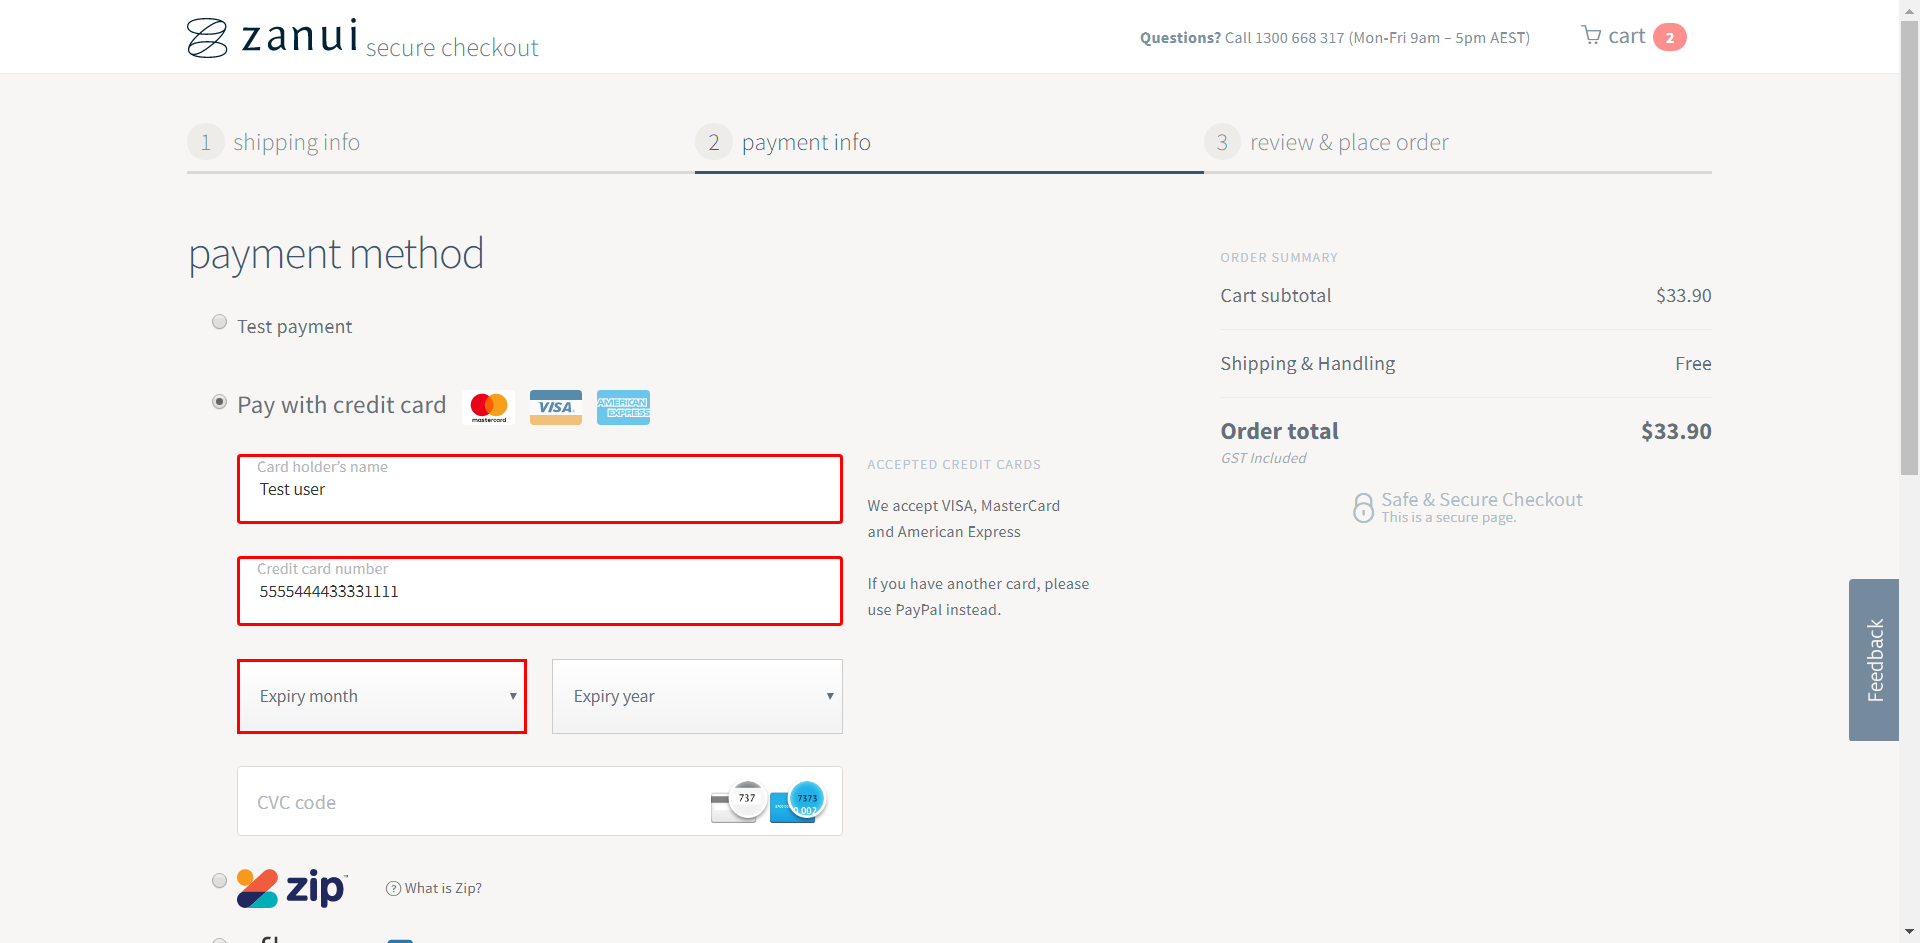 zanui secure checkout
Questions? Call 1300 668 317 (Mon-Fri 9am – 5pm AEST)
cart 2
1 shipping info
2 payment info
3 review & place order
payment method
Test payment
Pay with credit card
mastercard
VISA
AMERICAN EXPRESS
Card holder's name
Test user
Credit card number
5555444433331111
Expiry month
Expiry year
CVC code
737
7373
zip
? What is Zip?
ACCEPTED CREDIT CARDS
We accept VISA, MasterCard
and American Express
If you have another card, please
use PayPal instead.
ORDER SUMMARY
Cart subtotal $33.90
Shipping & Handling Free
Order total $33.90
GST Included
Safe & Secure Checkout
This is a secure page.
Feedback